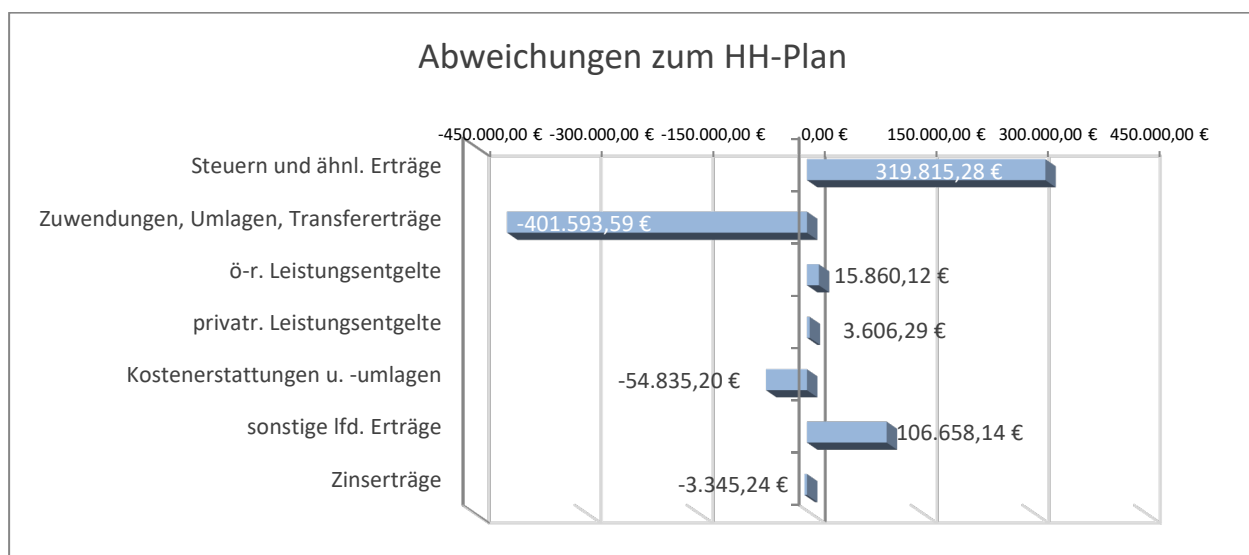 Abweichungen zum HH-Plan
-450.000,00 € -300.000,00 € -150.000,00 € 0,00 € 150.000,00 € 300.000,00 € 450.000,00 €
Steuern und ähnl. Erträge 319.815,28 €
Zuwendungen, Umlagen, Transfererträge -401.593,59 €
ö-r. Leistungsentgelte 15.860,12 €
privatr. Leistungsentgelte 3.606,29 €
Kostenerstattungen u. -umlagen -54.835,20 €
sonstige lfd. Erträge 106.658,14 €
Zinserträge -3.345,24 €